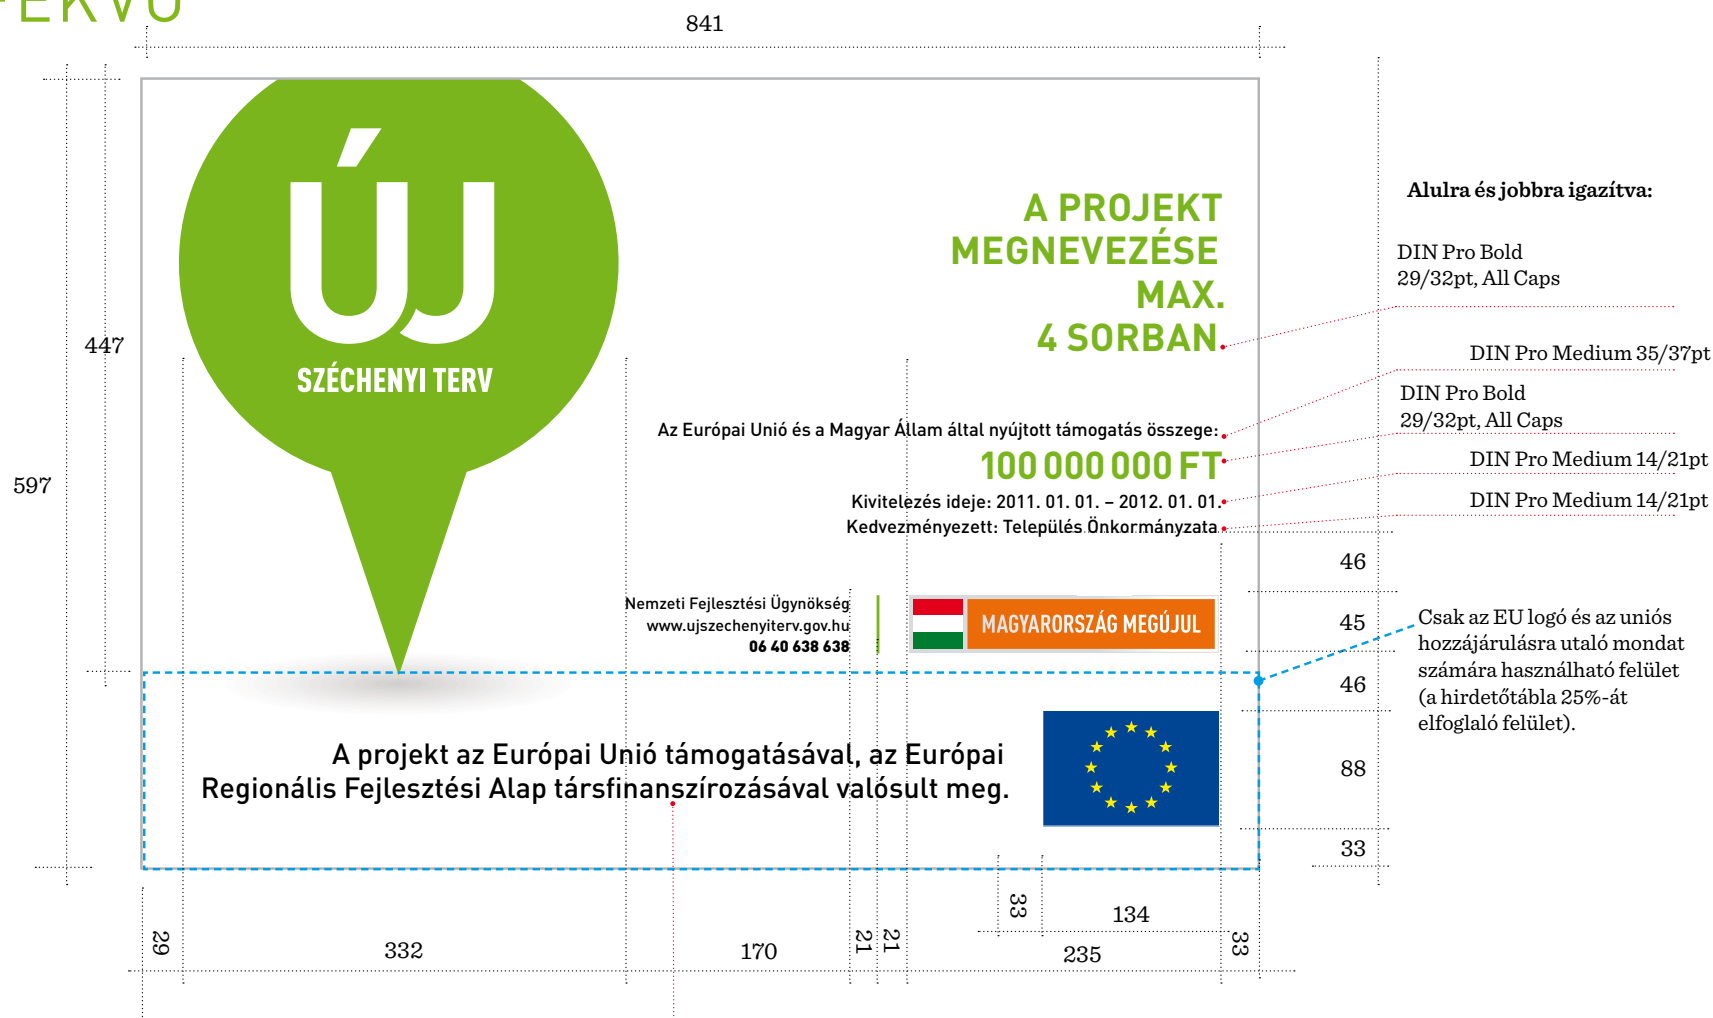 FEKVŐ
841
ÚJ
SZÉCHENYI TERV
A PROJEKT
MEGNEVEZÉSE
MAX.
4 SORBAN
Alulra és jobbra igazítva:
DIN Pro Bold
29/32pt, All Caps
447
DIN Pro Medium 35/37pt
DIN Pro Bold
29/32pt, All Caps
Az Európai Unió és a Magyar Állam által nyújtott támogatás összege:
100 000 000 FT
DIN Pro Medium 14/21pt
597
Kivitelezés ideje: 2011. 01. 01. – 2012. 01. 01.
DIN Pro Medium 14/21pt
Kedvezményezett: Település Önkormányzata
46
Nemzeti Fejlesztési Ügynökség
www.ujszechenyiterv.gov.hu
06 40 638 638
MAGYARORSZÁG MEGÚJUL
45
Csak az EU logó és az uniós
hozzájárulásra utaló mondat
számára használható felület
(a hirdetőtábla 25%-át
elfoglaló felület).
46
A projekt az Európai Unió támogatásával, az Európai
Regionális Fejlesztési Alap társfinanszírozásával valósult meg.
88
33
33
134
29
332
170
21
21
235
33